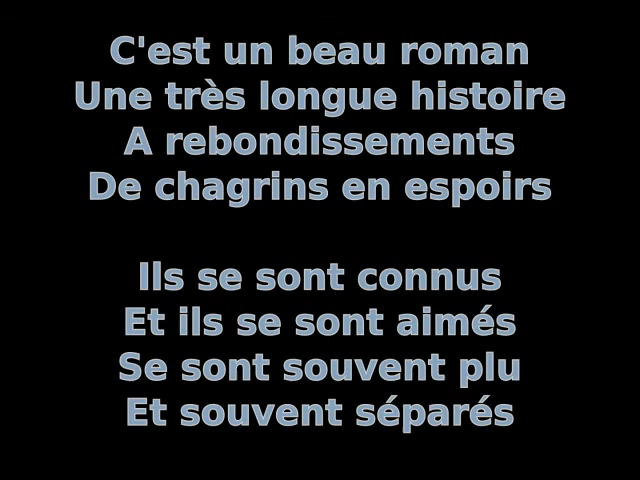 C'est un beau roman
Une très longue histoire
A rebondissements
De chagrins en espoirs
Ils se sont connus
Et ils se sont aimés
Se sont souvent plu
Et souvent séparés